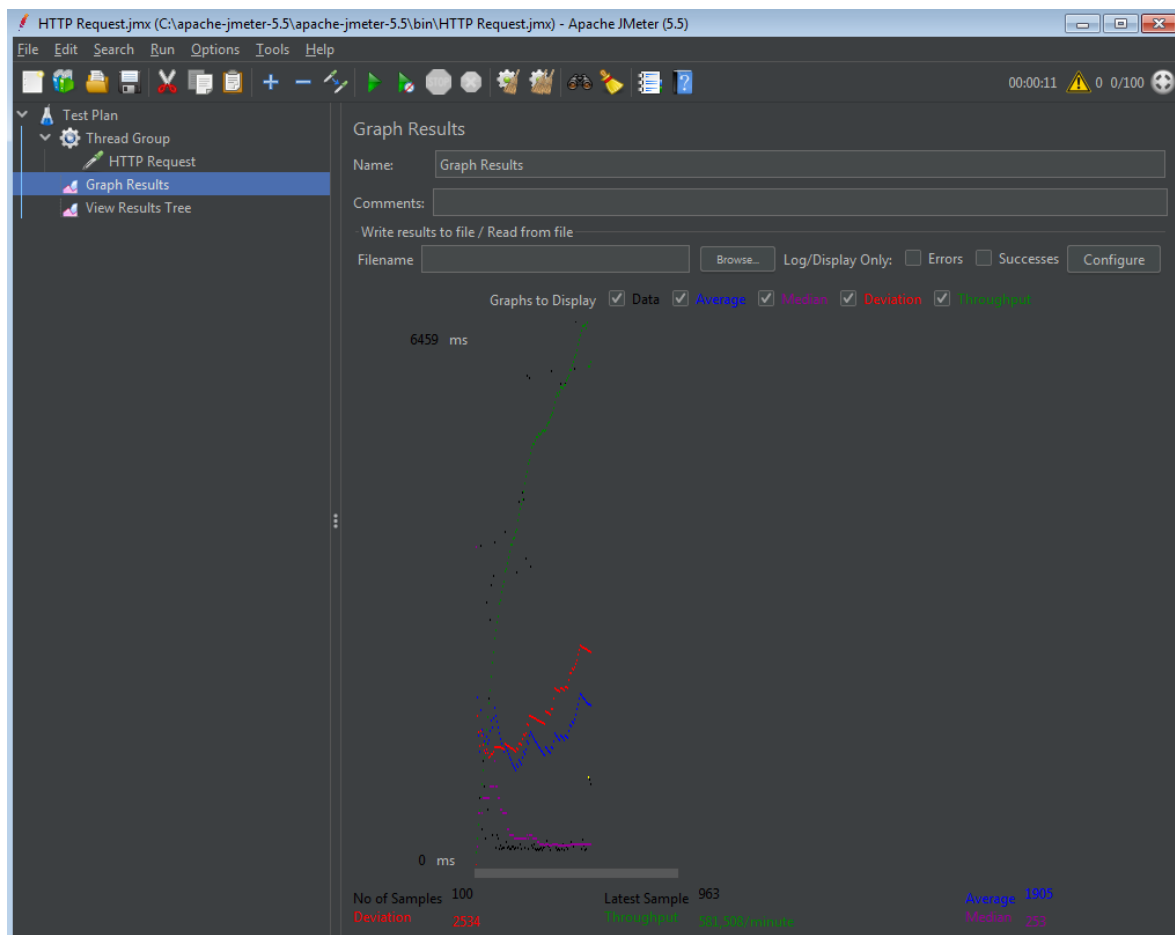 HTTP Request.jmx (C:\apache-jmeter-5.5\apache-jmeter-5.5\bin\HTTP Request.jmx) - Apache JMeter (5.5)
File Edit Search Run Options Tools Help
00:00:11 0 0/100
Test Plan
Thread Group
HTTP Request
Graph Results
View Results Tree
Graph Results
Name: Graph Results
Comments:
Write results to file / Read from file
Filename Browse... Log/Display Only: Errors Successes Configure
Graphs to Display Data Average Median Deviation Throughput
6459 ms
0 ms
No of Samples 100 Latest Sample 963 Average 1905
Deviation 2534 Throughput 581,508/minute Median 253